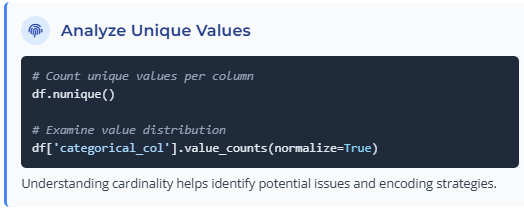 Analyze Unique Values
# Count unique values per column
df.nunique()
# Examine value distribution
df['categorical_col'].value_counts(normalize=True)
Understanding cardinality helps identify potential issues and encoding strategies.